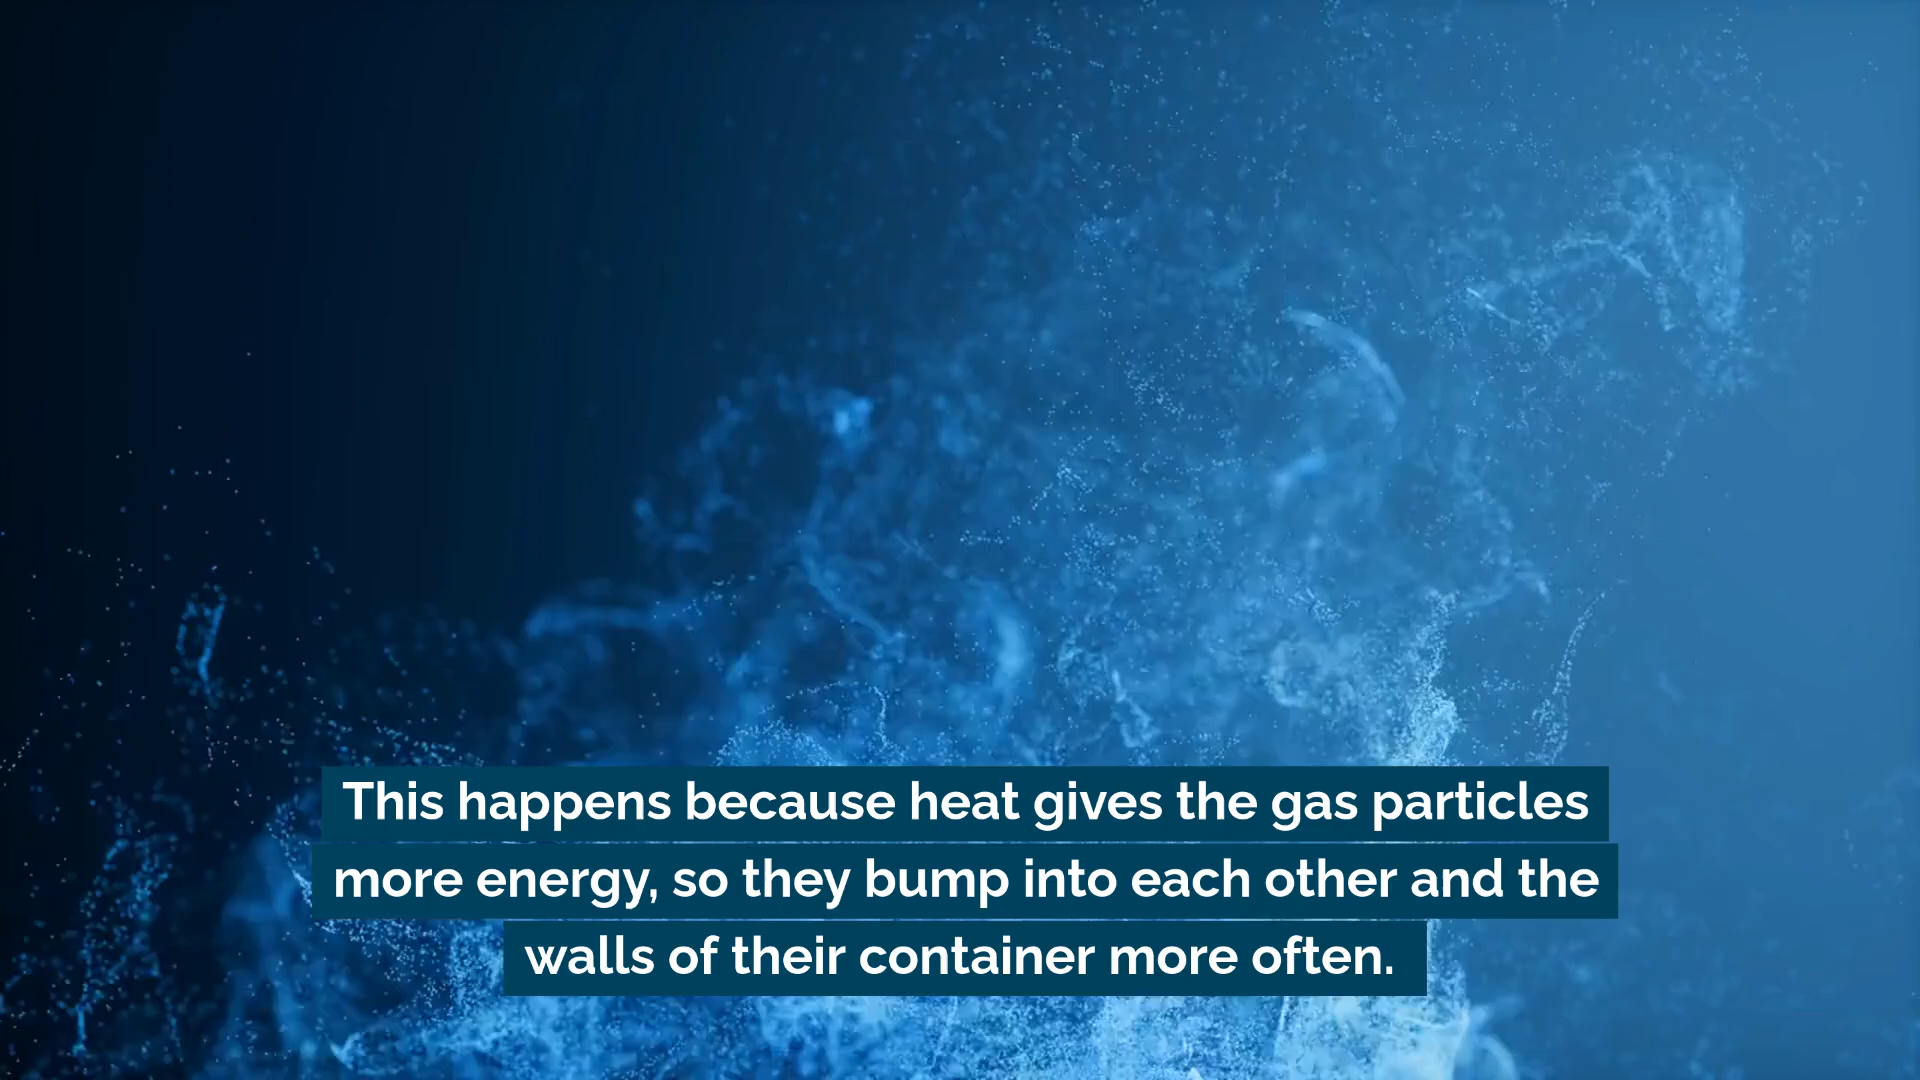 This happens because heat gives the gas particles
more energy, so they bump into each other and the
walls of their container more often.